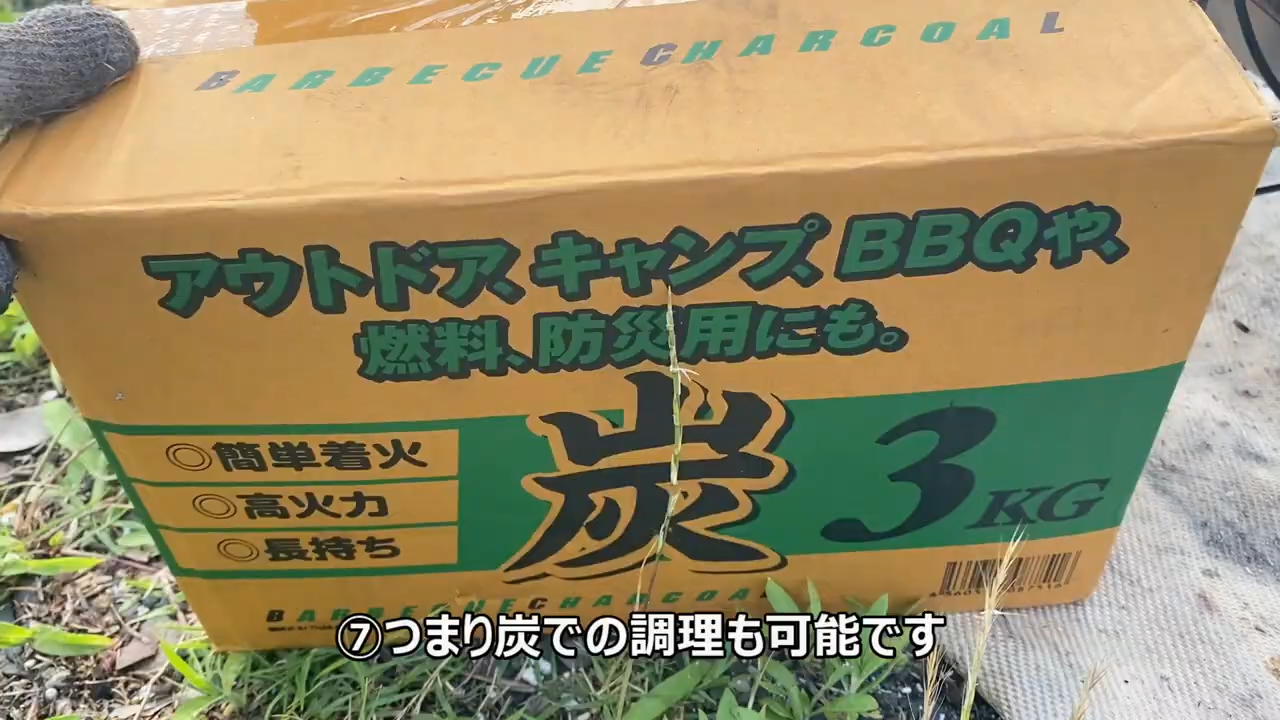 BARBECUE CHARCOAL
アウトドア、キャンプ、BBQや、
燃料、防災用にも。
◎簡単着火
◎高火力
◎長持ち
炭
3KG
BARBECUE CHARCOAL
⑦つまり炭での調理も可能です